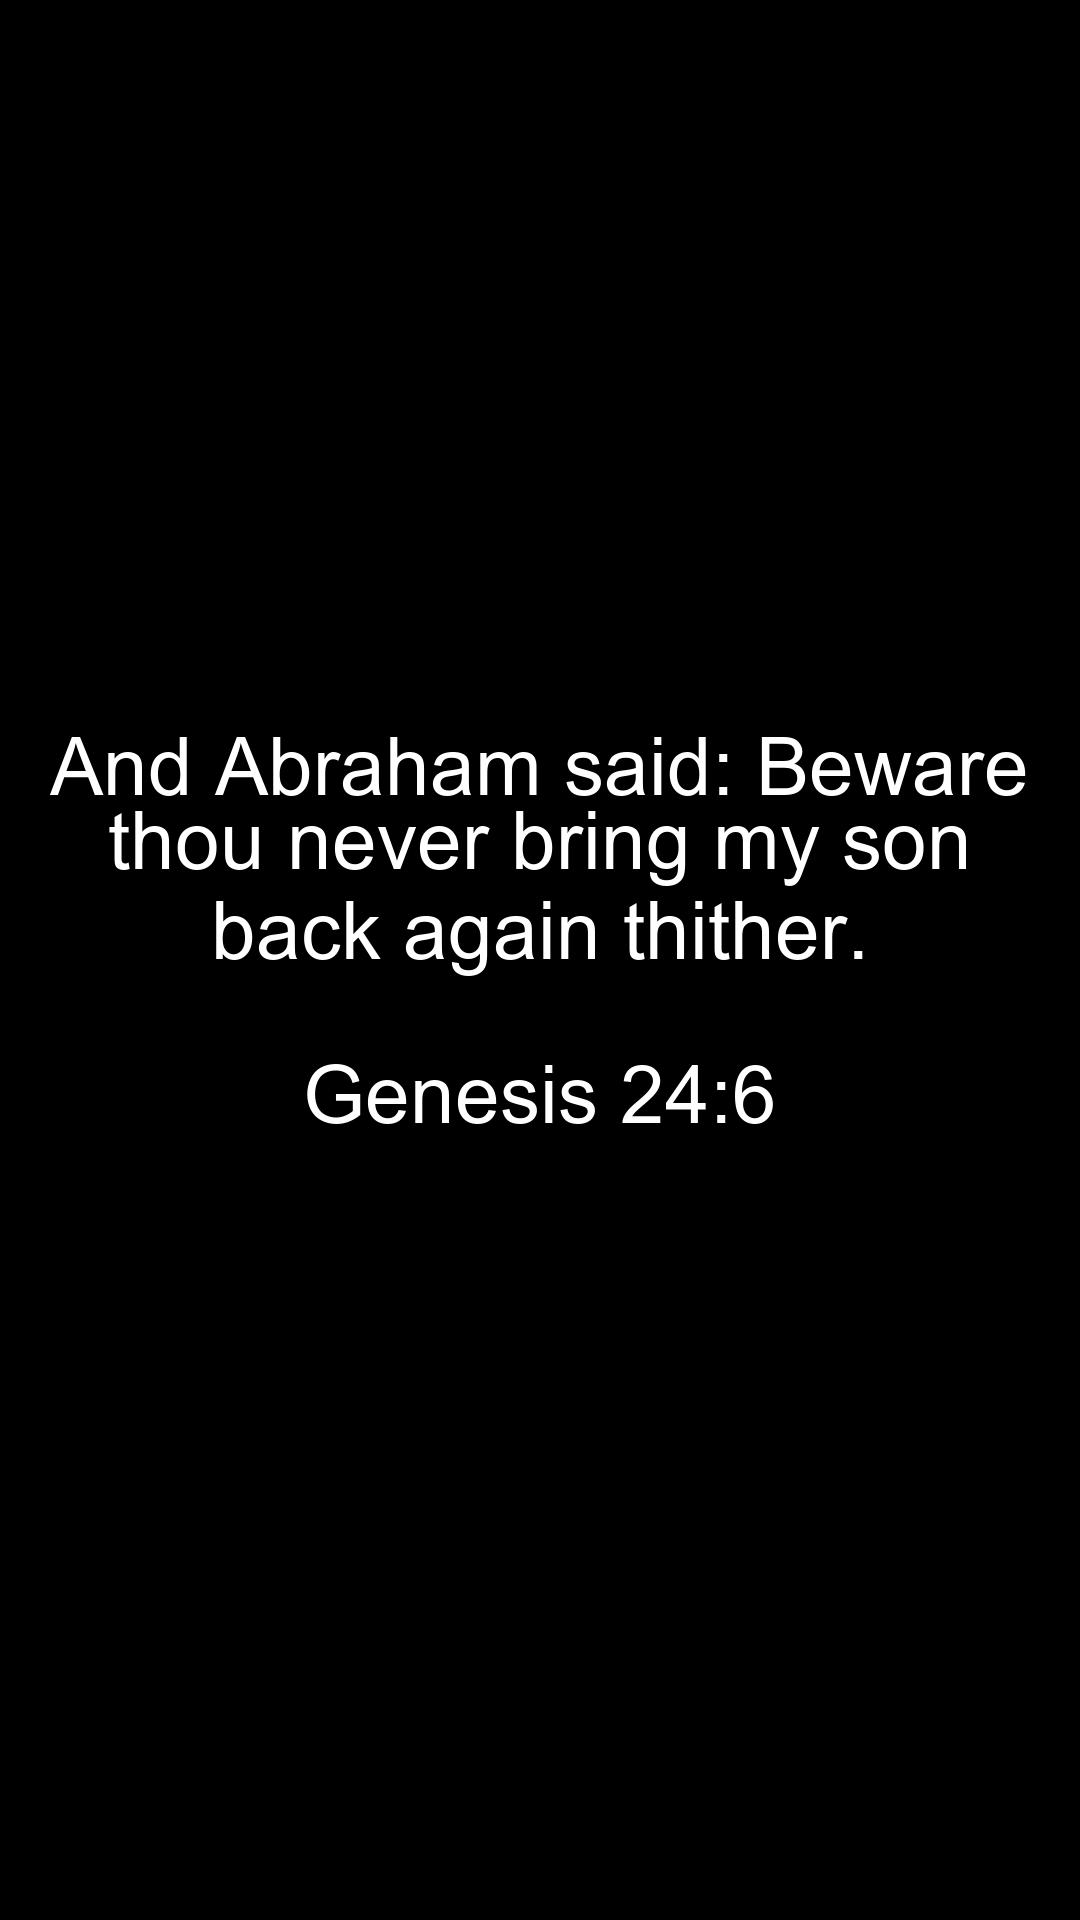 And Abraham said: Beware
thou never bring my son
back again thither.
Genesis 24:6